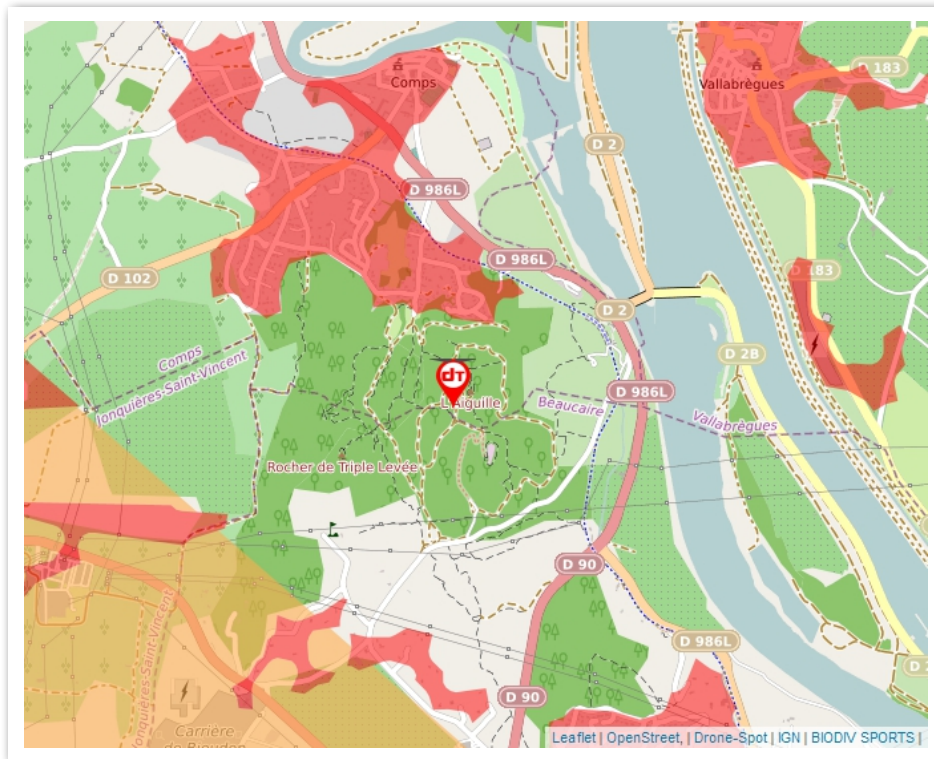 Comps
Vallabrègues
D 183
D 2
D 986L
D 986L
183
D 102
D 2
Comps
Jonquières-Saint-Vincent
D 28
D 986L
L'Aiguille
Beaucaire
Vallabrègues
Rocher de Triple Levée
D 90
D 986L
Jonquières-Saint-Vincent
D 90
Carrière
Leaflet | OpenStreet, | Drone-Spot | IGN | BIODIV SPORTS |